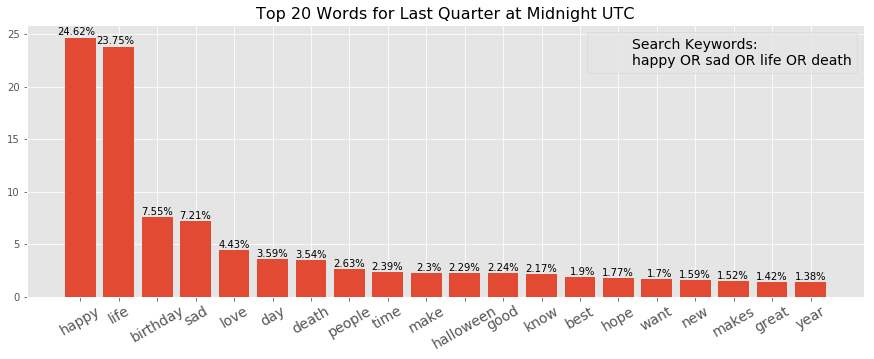 Top 20 Words for Last Quarter at Midnight UTC
Search Keywords:
happy OR sad OR life OR death
25
20
15
10
5
0
24.62%
23.75%
7.55%
7.21%
4.43%
3.59%
3.54%
2.63%
2.39%
2.3%
2.29%
2.24%
2.17%
1.9%
1.77%
1.7%
1.59%
1.52%
1.42%
1.38%
happy
life
birthday
sad
love
day
death
people
time
make
halloween
good
know
best
hope
want
new
makes
great
year